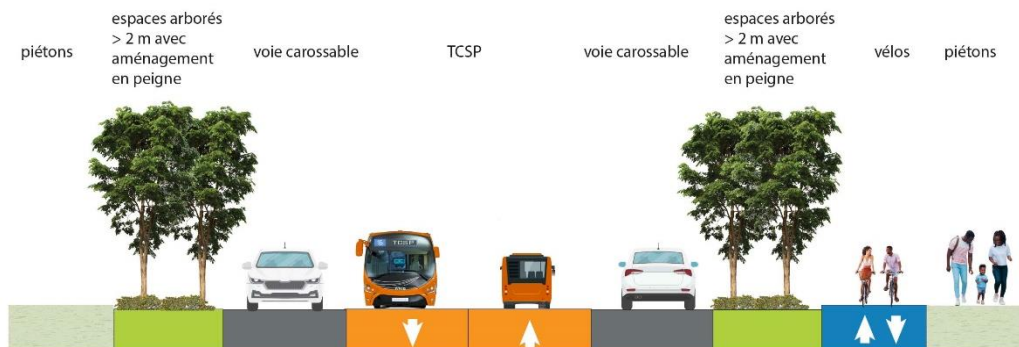 piétons
espaces arborés
> 2 m avec
aménagement
en peigne
voie carossable
TCSP
voie carossable
espaces arborés
> 2 m avec
aménagement
en peigne
vélos
piétons
TCSP